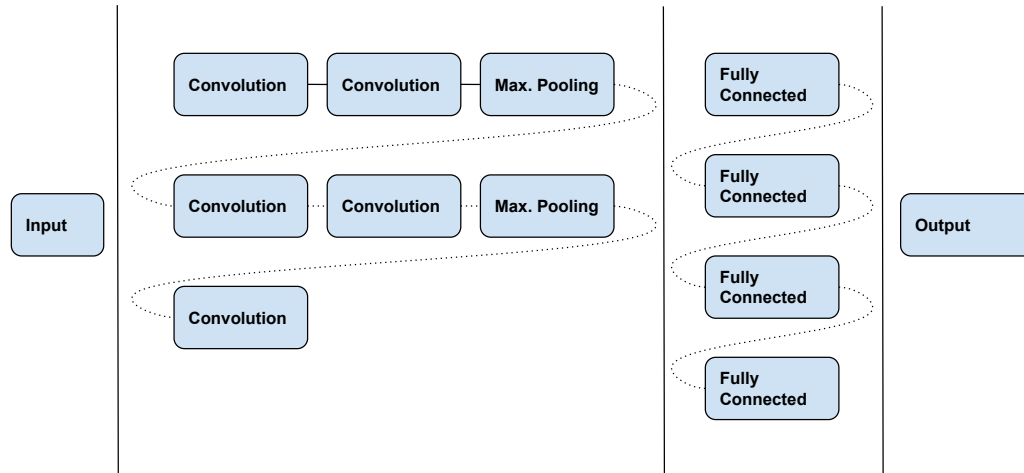 Input
Convolution
Convolution
Max. Pooling
Convolution
Convolution
Max. Pooling
Convolution
Fully
Connected
Fully
Connected
Fully
Connected
Fully
Connected
Output